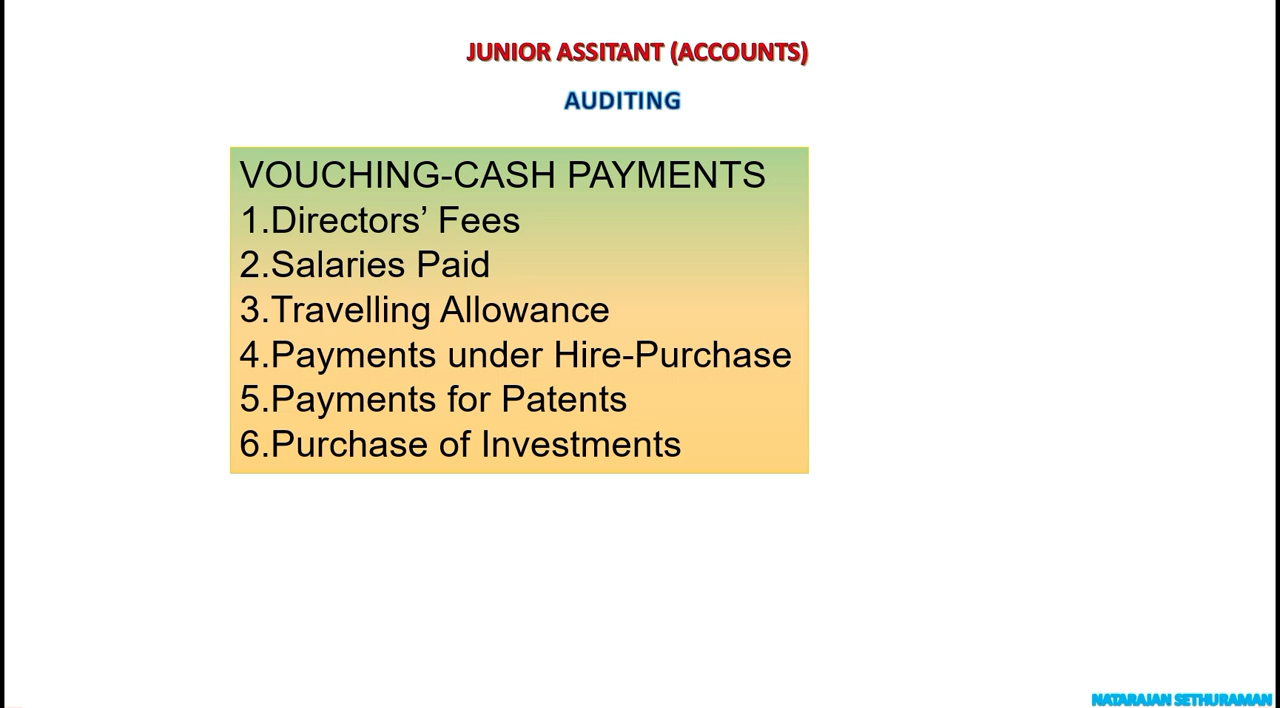 JUNIOR ASSITANT (ACCOUNTS)
AUDITING
VOUCHING-CASH PAYMENTS
1.Directors’ Fees
2.Salaries Paid
3.Travelling Allowance
4.Payments under Hire-Purchase
5.Payments for Patents
6.Purchase of Investments
NATARAJAN SETHURAMAN